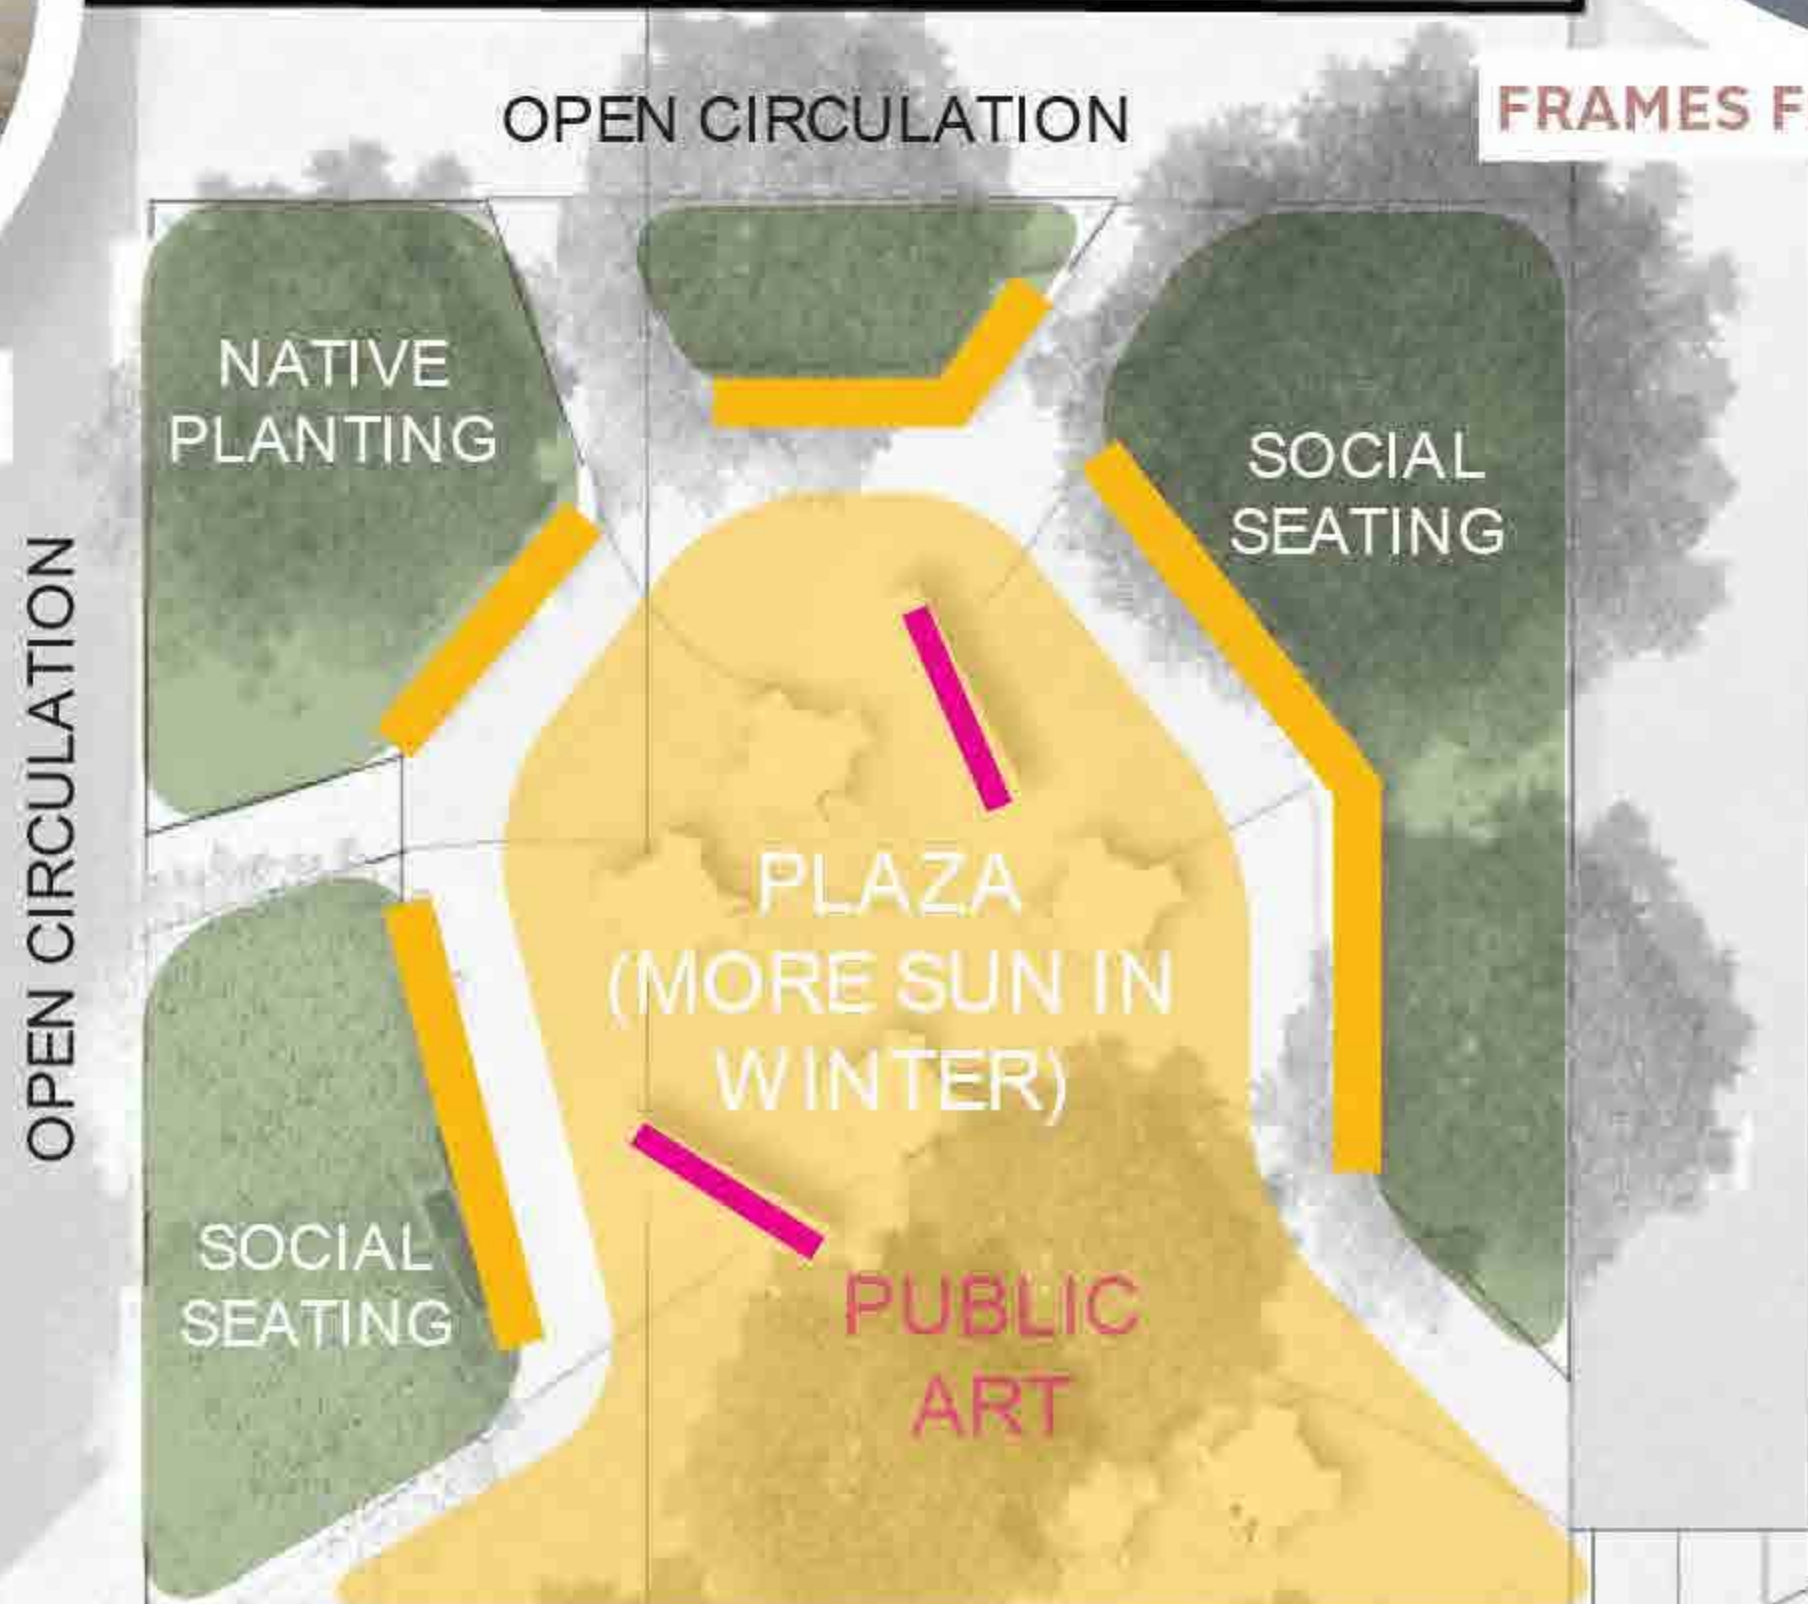 OPEN CIRCULATION
FRAMES F
NATIVE
PLANTING
SOCIAL
SEATING
OPEN CIRCULATION
PLAZA
(MORE SUN IN
WINTER)
SOCIAL
SEATING
PUBLIC
ART